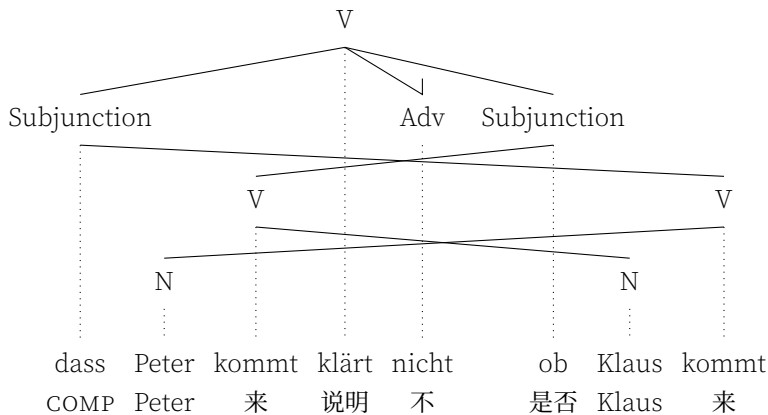 V
Subjunction Adv Subjunction
V V
N N
dass Peter kommt klärt nicht ob Klaus kommt
COMP Peter 来 说明 不 是否 Klaus 来